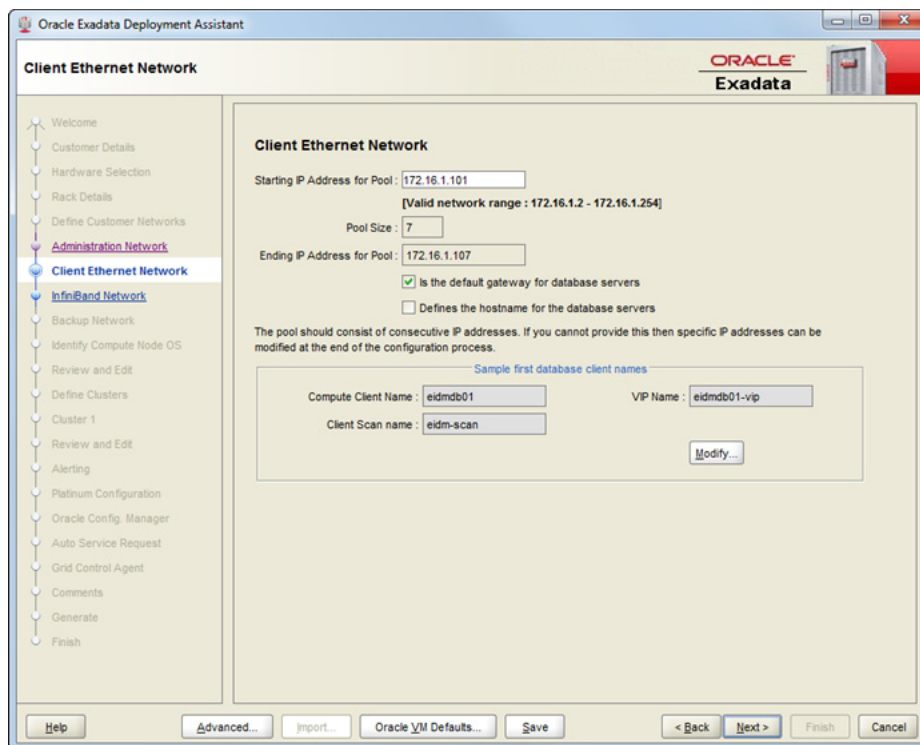 Oracle Exadata Deployment Assistant
Client Ethernet Network
ORACLE
Exadata
Welcome
Customer Details
Hardware Selection
Rack Details
Define Customer Networks
Administration Network
Client Ethernet Network
InfiniBand Network
Backup Network
Identify Compute Node OS
Review and Edit
Define Clusters
Cluster 1
Review and Edit
Alerting
Platinum Configuration
Oracle Config. Manager
Auto Service Request
Grid Control Agent
Comments
Generate
Finish
Client Ethernet Network
Starting IP Address for Pool : 172.16.1.101
[Valid network range : 172.16.1.2 - 172.16.1.254]
Pool Size : 7
Ending IP Address for Pool : 172.16.1.107
Is the default gateway for database servers
Defines the hostname for the database servers
The pool should consist of consecutive IP addresses. If you cannot provide this then specific IP addresses can be
modified at the end of the configuration process.
Sample first database client names
Compute Client Name : eidmdb01 VIP Name : eidmdb01-vip
Client Scan name : eidm-scan
Modify...
Help Advanced... Import... Oracle VM Defaults... Save < Back Next > Finish Cancel